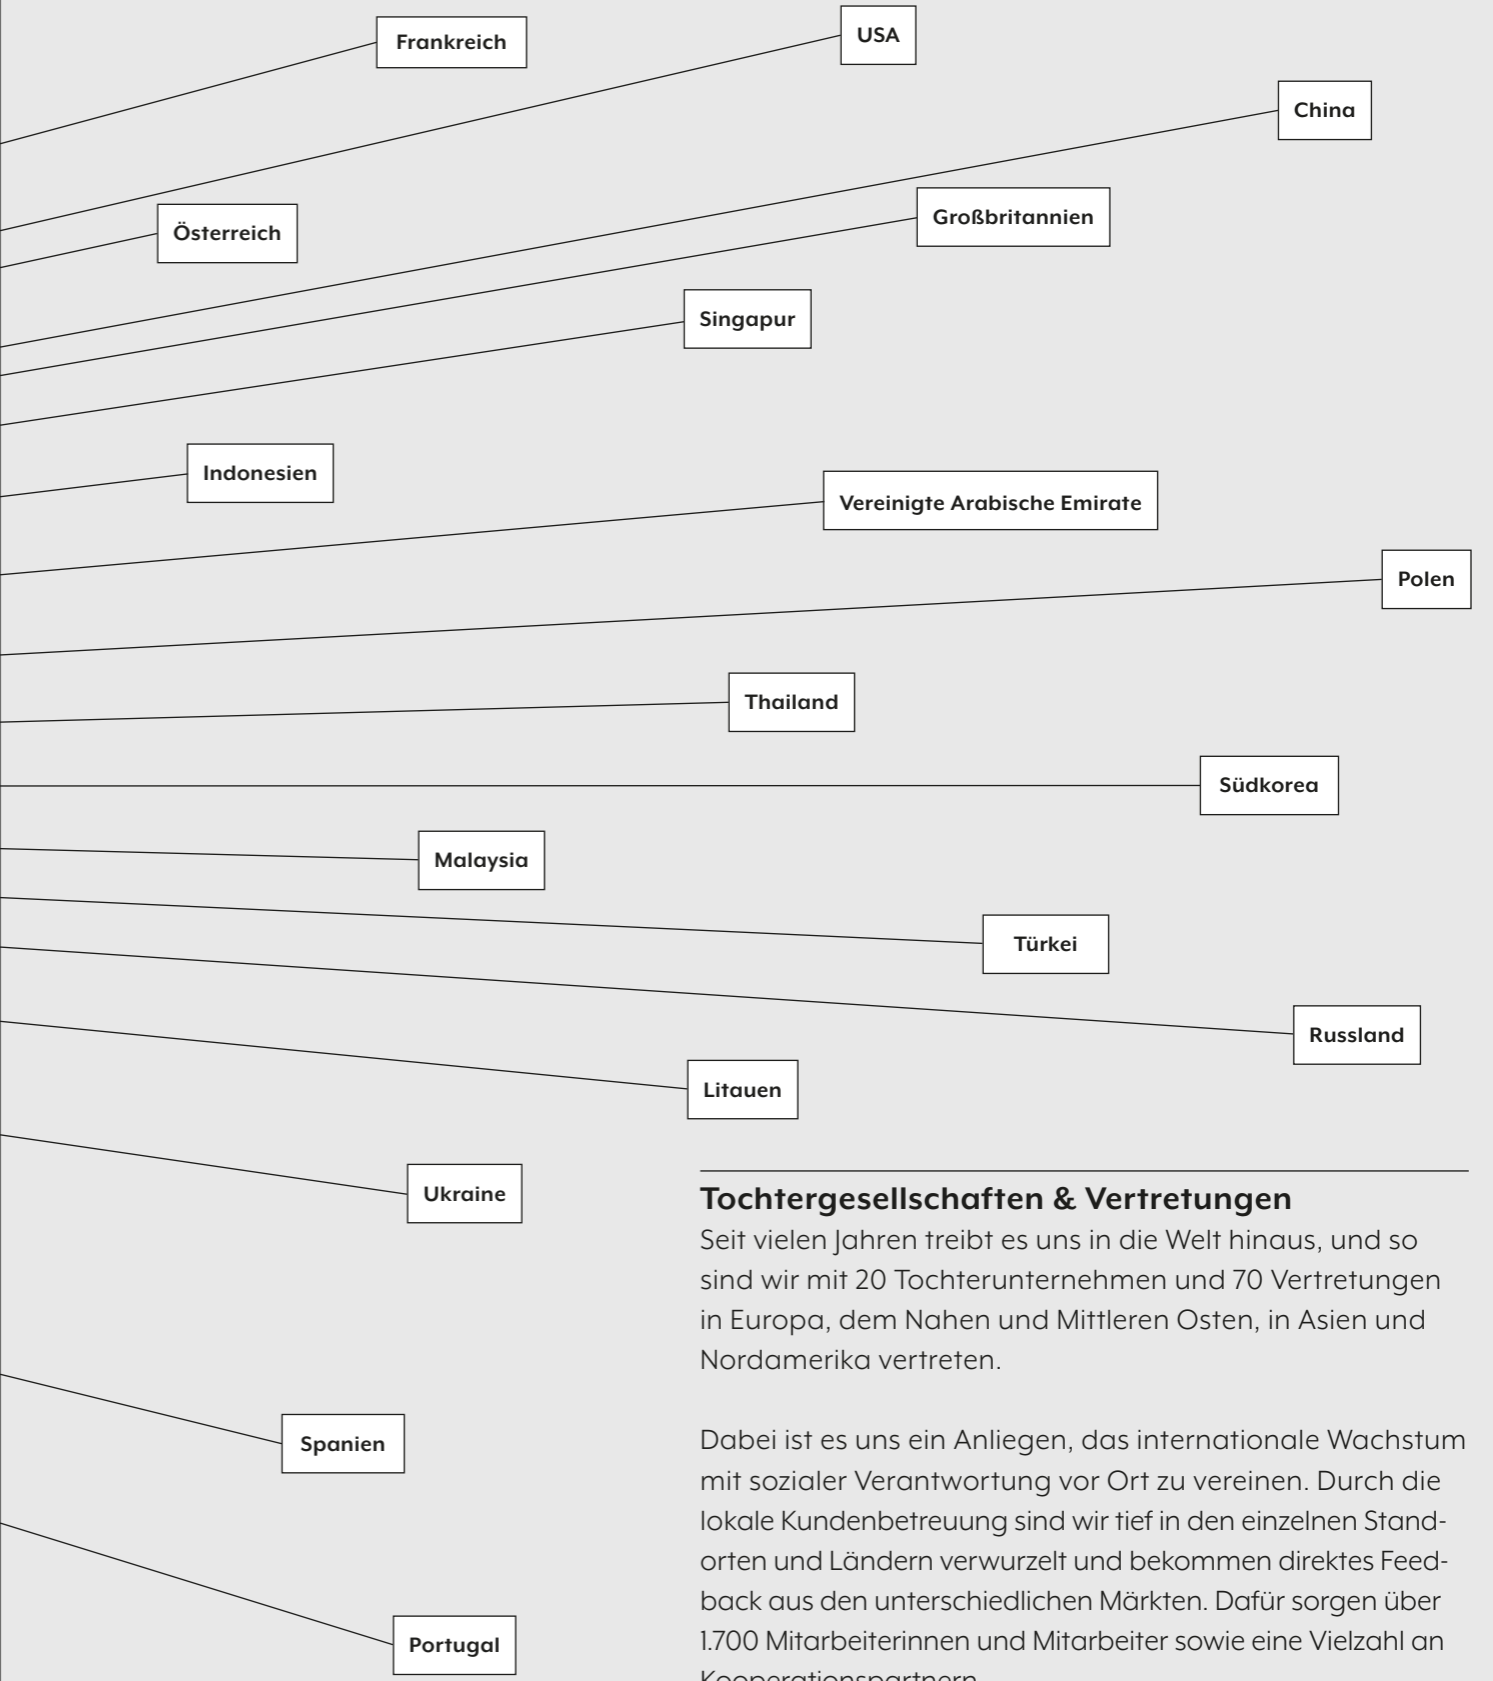 Frankreich
USA
China
Österreich
Großbritannien
Singapur
Indonesien
Vereinigte Arabische Emirate
Polen
Thailand
Südkorea
Malaysia
Türkei
Russland
Litauen
Ukraine
Spanien
Portugal
Tochtergesellschaften & Vertretungen
Seit vielen Jahren treibt es uns in die Welt hinaus, und so
sind wir mit 20 Tochterunternehmen und 70 Vertretungen
in Europa, dem Nahen und Mittleren Osten, in Asien und
Nordamerika vertreten.
Dabei ist es uns ein Anliegen, das internationale Wachstum
mit sozialer Verantwortung vor Ort zu vereinen. Durch die
lokale Kundenbetreuung sind wir tief in den einzelnen Stand-
orten und Ländern verwurzelt und bekommen direktes Feed-
back aus den unterschiedlichen Märkten. Dafür sorgen über
1.700 Mitarbeiterinnen und Mitarbeiter sowie eine Vielzahl an
Kooperationspartnern.